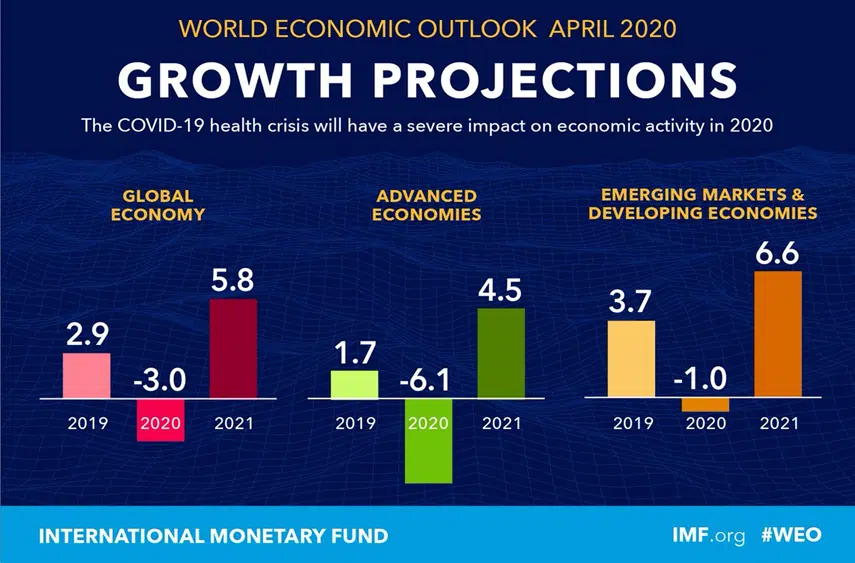 WORLD ECONOMIC OUTLOOK APRIL 2020
GROWTH PROJECTIONS
The COVID-19 health crisis will have a severe impact on economic activity in 2020
GLOBAL
ECONOMY
2.9
-3.0
5.8
2019
2020
2021
ADVANCED
ECONOMIES
1.7
-6.1
4.5
2019
2020
2021
EMERGING MARKETS &
DEVELOPING ECONOMIES
3.7
-1.0
6.6
2019
2020
2021
INTERNATIONAL MONETARY FUND
IMF.org #WEO